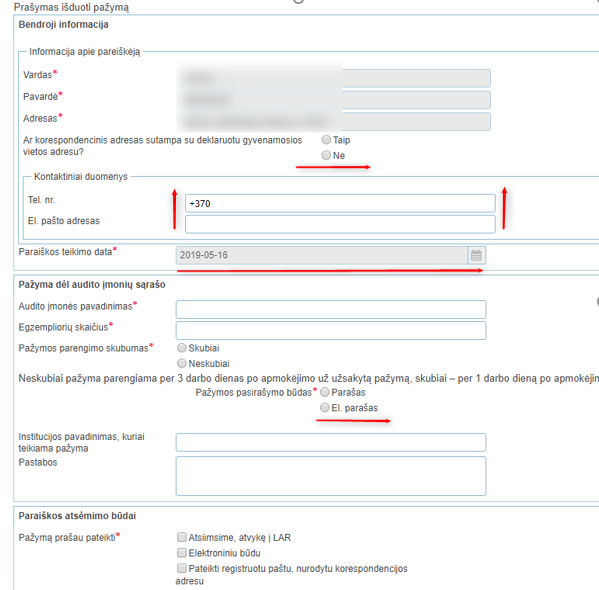 Prašymas išduoti pažymą
Bendroji informacija
Informacija apie pareiškėją
Vardas*
Pavardė*
Adresas*
Ar korespondencinis adresas sutampa su deklaruotu gyvenamosios
vietos adresu?
Taip
Ne
Kontaktiniai duomenys
Tel. nr.
+370
El. pašto adresas
Paraiškos teikimo data*
2019-05-16
Pažyma dėl audito įmonių sąrašo
Audito įmonės pavadinimas*
Egzempliorių skaičius*
Pažymos parengimo skubumas*
Skubiai
Neskubiai
Neskubiai pažyma parengiama per 3 darbo dienas po apmokėjimo už užsakytą pažymą, skubiai – per 1 darbo dieną po
Pažymos pasirašymo būdas*
Parašas
El. parašas
Institucijos pavadinimas, kuriai
teikiama pažyma
Pastabos
Paraiškos atsėmimo būdai
Pažymą prašau pateikti*
Atsiimsime, atvykę į LAR
Elektroniniu būdu
Pateikti registruotu paštu, nurodytu korespondencijos
adresu